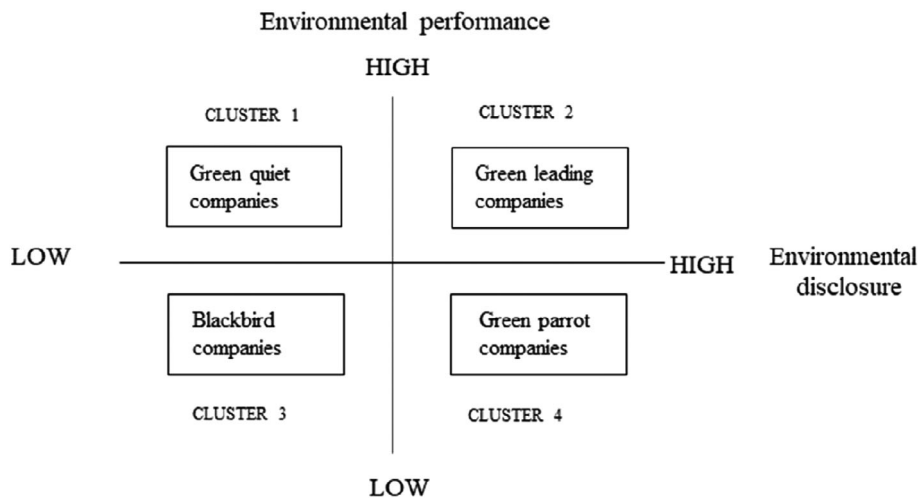 Environmental performance
HIGH
CLUSTER 1
CLUSTER 2
Green quiet
companies
Green leading
companies
LOW
HIGH
Environmental
disclosure
Blackbird
companies
Green parrot
companies
CLUSTER 3
CLUSTER 4
LOW